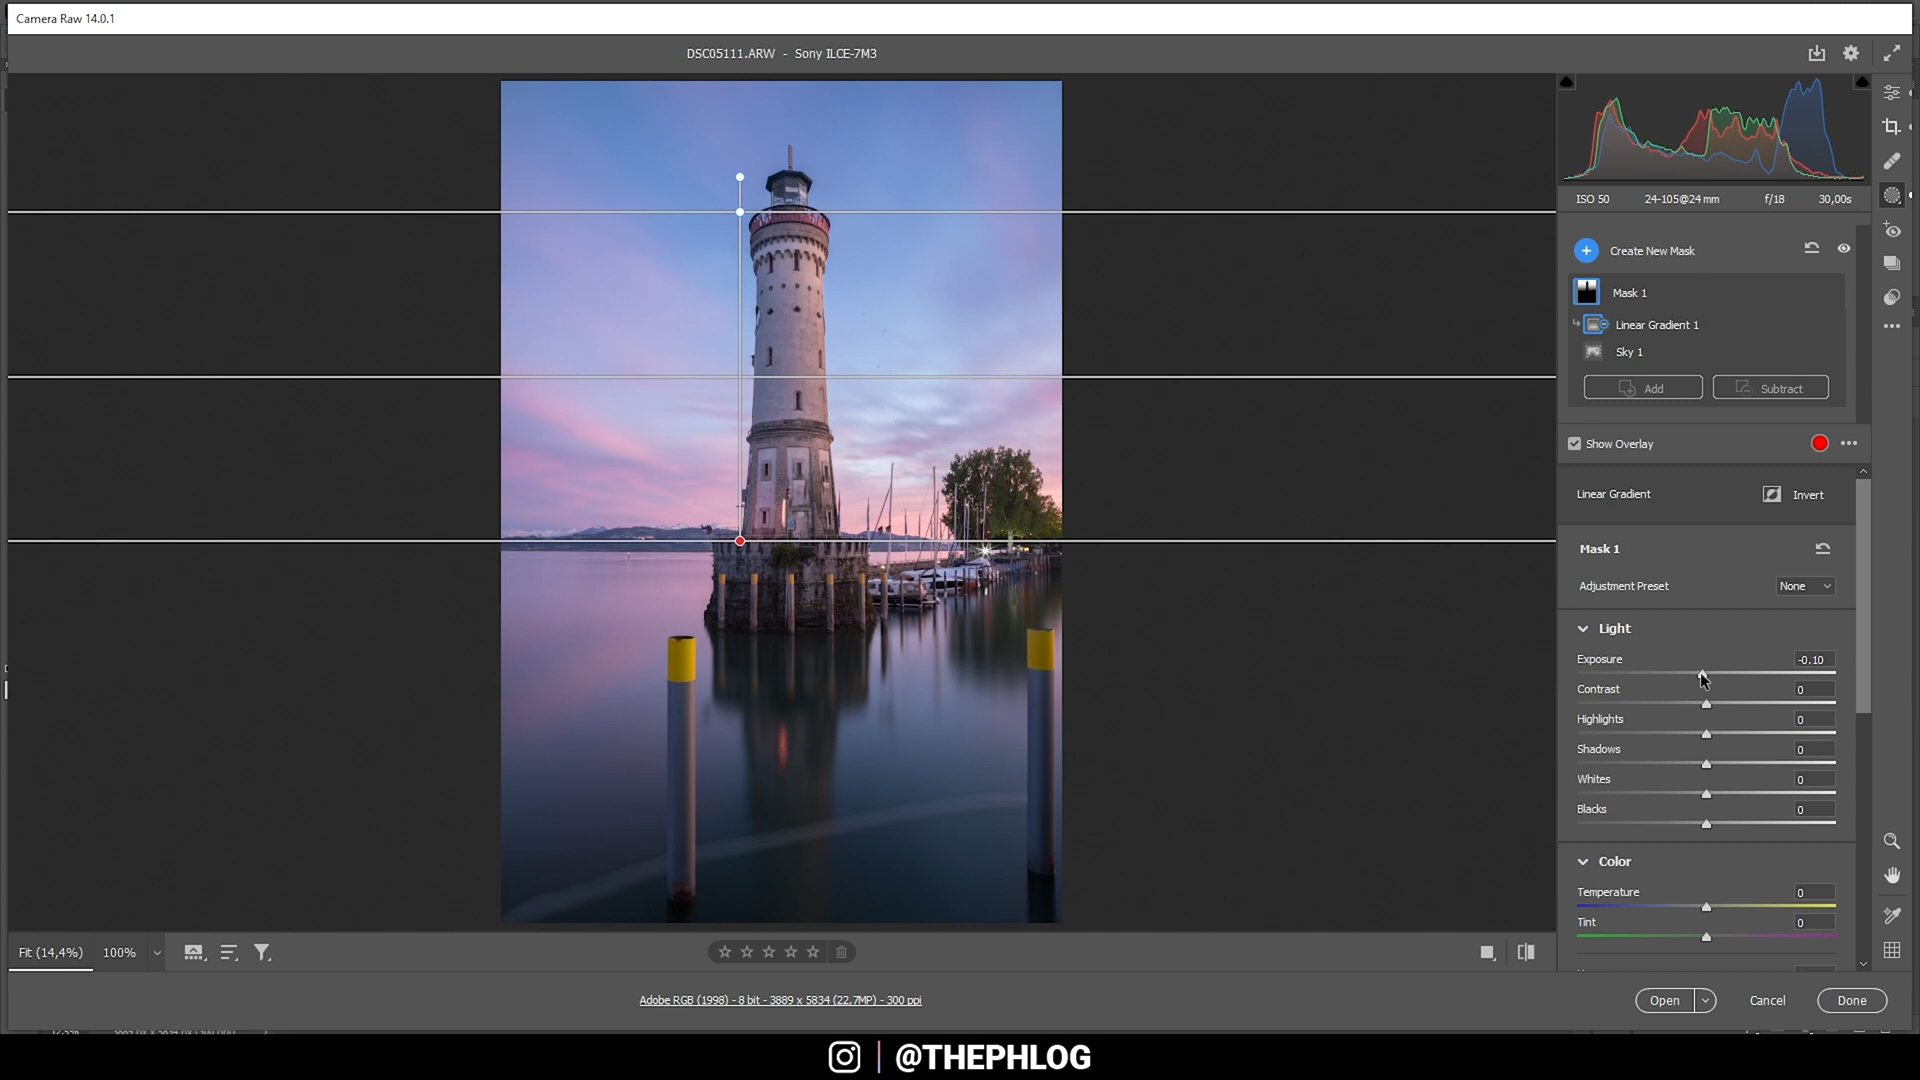 Camera Raw 14.0.1
DSC05111.ARW - Sony ILCE-7M3
ISO 50 24-105@24 mm f/18 30,00s
Create New Mask
Mask 1
Linear Gradient 1
Sky 1
Add Subtract
Show Overlay
Linear Gradient Invert
Mask 1
Adjustment Preset None
Light
Exposure -0.10
Contrast 0
Highlights 0
Shadows 0
Whites 0
Blacks 0
Color
Temperature 0
Tint 0
Fit (14,4%) 100%
Adobe RGB (1998) - 8 bit - 3889 x 5834 (22,7MP) - 300 ppi
Open Cancel Done
@THEPHLOG